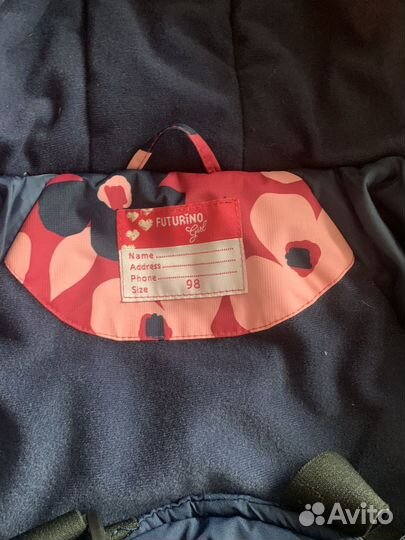 FUTURINO
Girl
Name
Address
Phone
Size 98
Avito